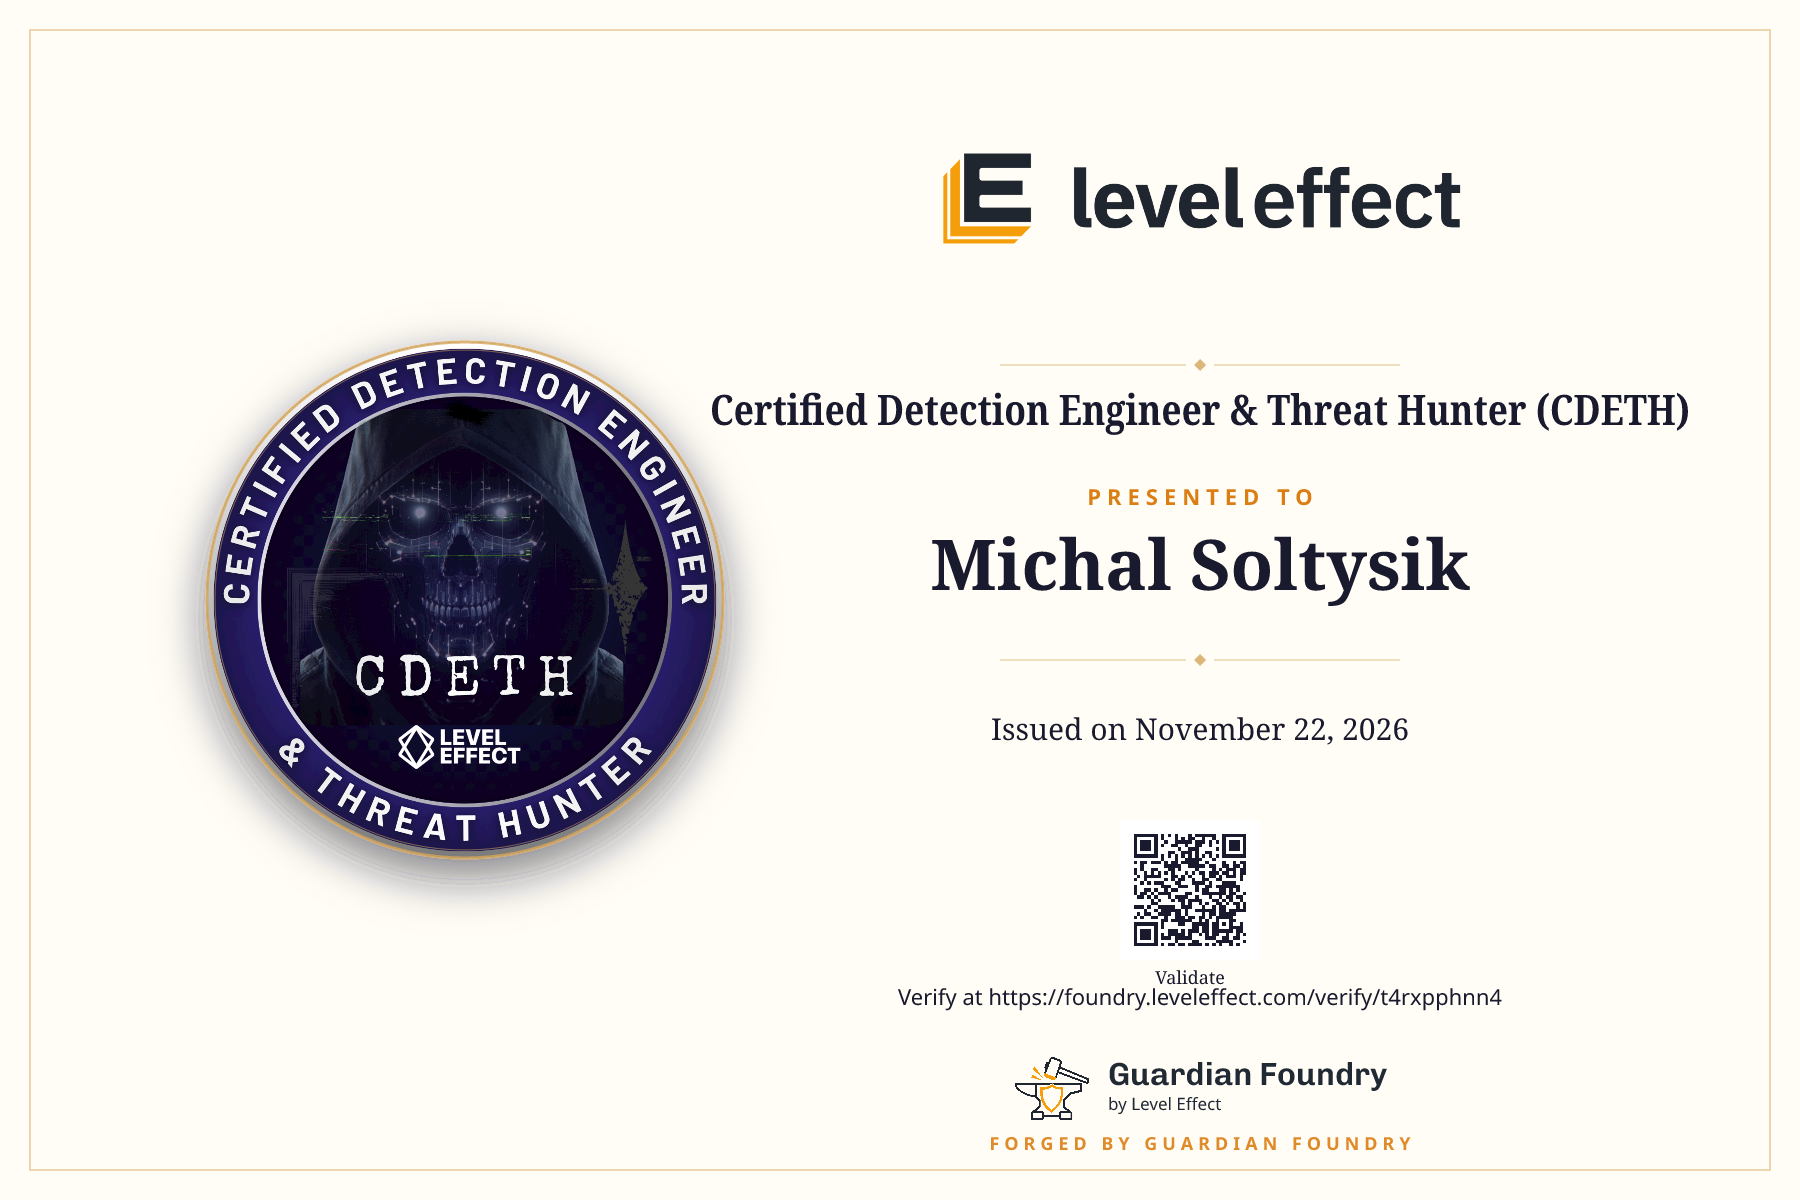 level effect
Certified Detection Engineer & Threat Hunter (CDETH)
PRESENTED TO
Michal Soltysik
Issued on November 22, 2026
CERTIFIED DETECTION ENGINEER
CDETH
LEVEL
EFFECT
& THREAT HUNTER
Validate
Verify at https://foundry.leveleffect.com/verify/t4rxpphnn4
Guardian Foundry
by Level Effect
FORGED BY GUARDIAN FOUNDRY